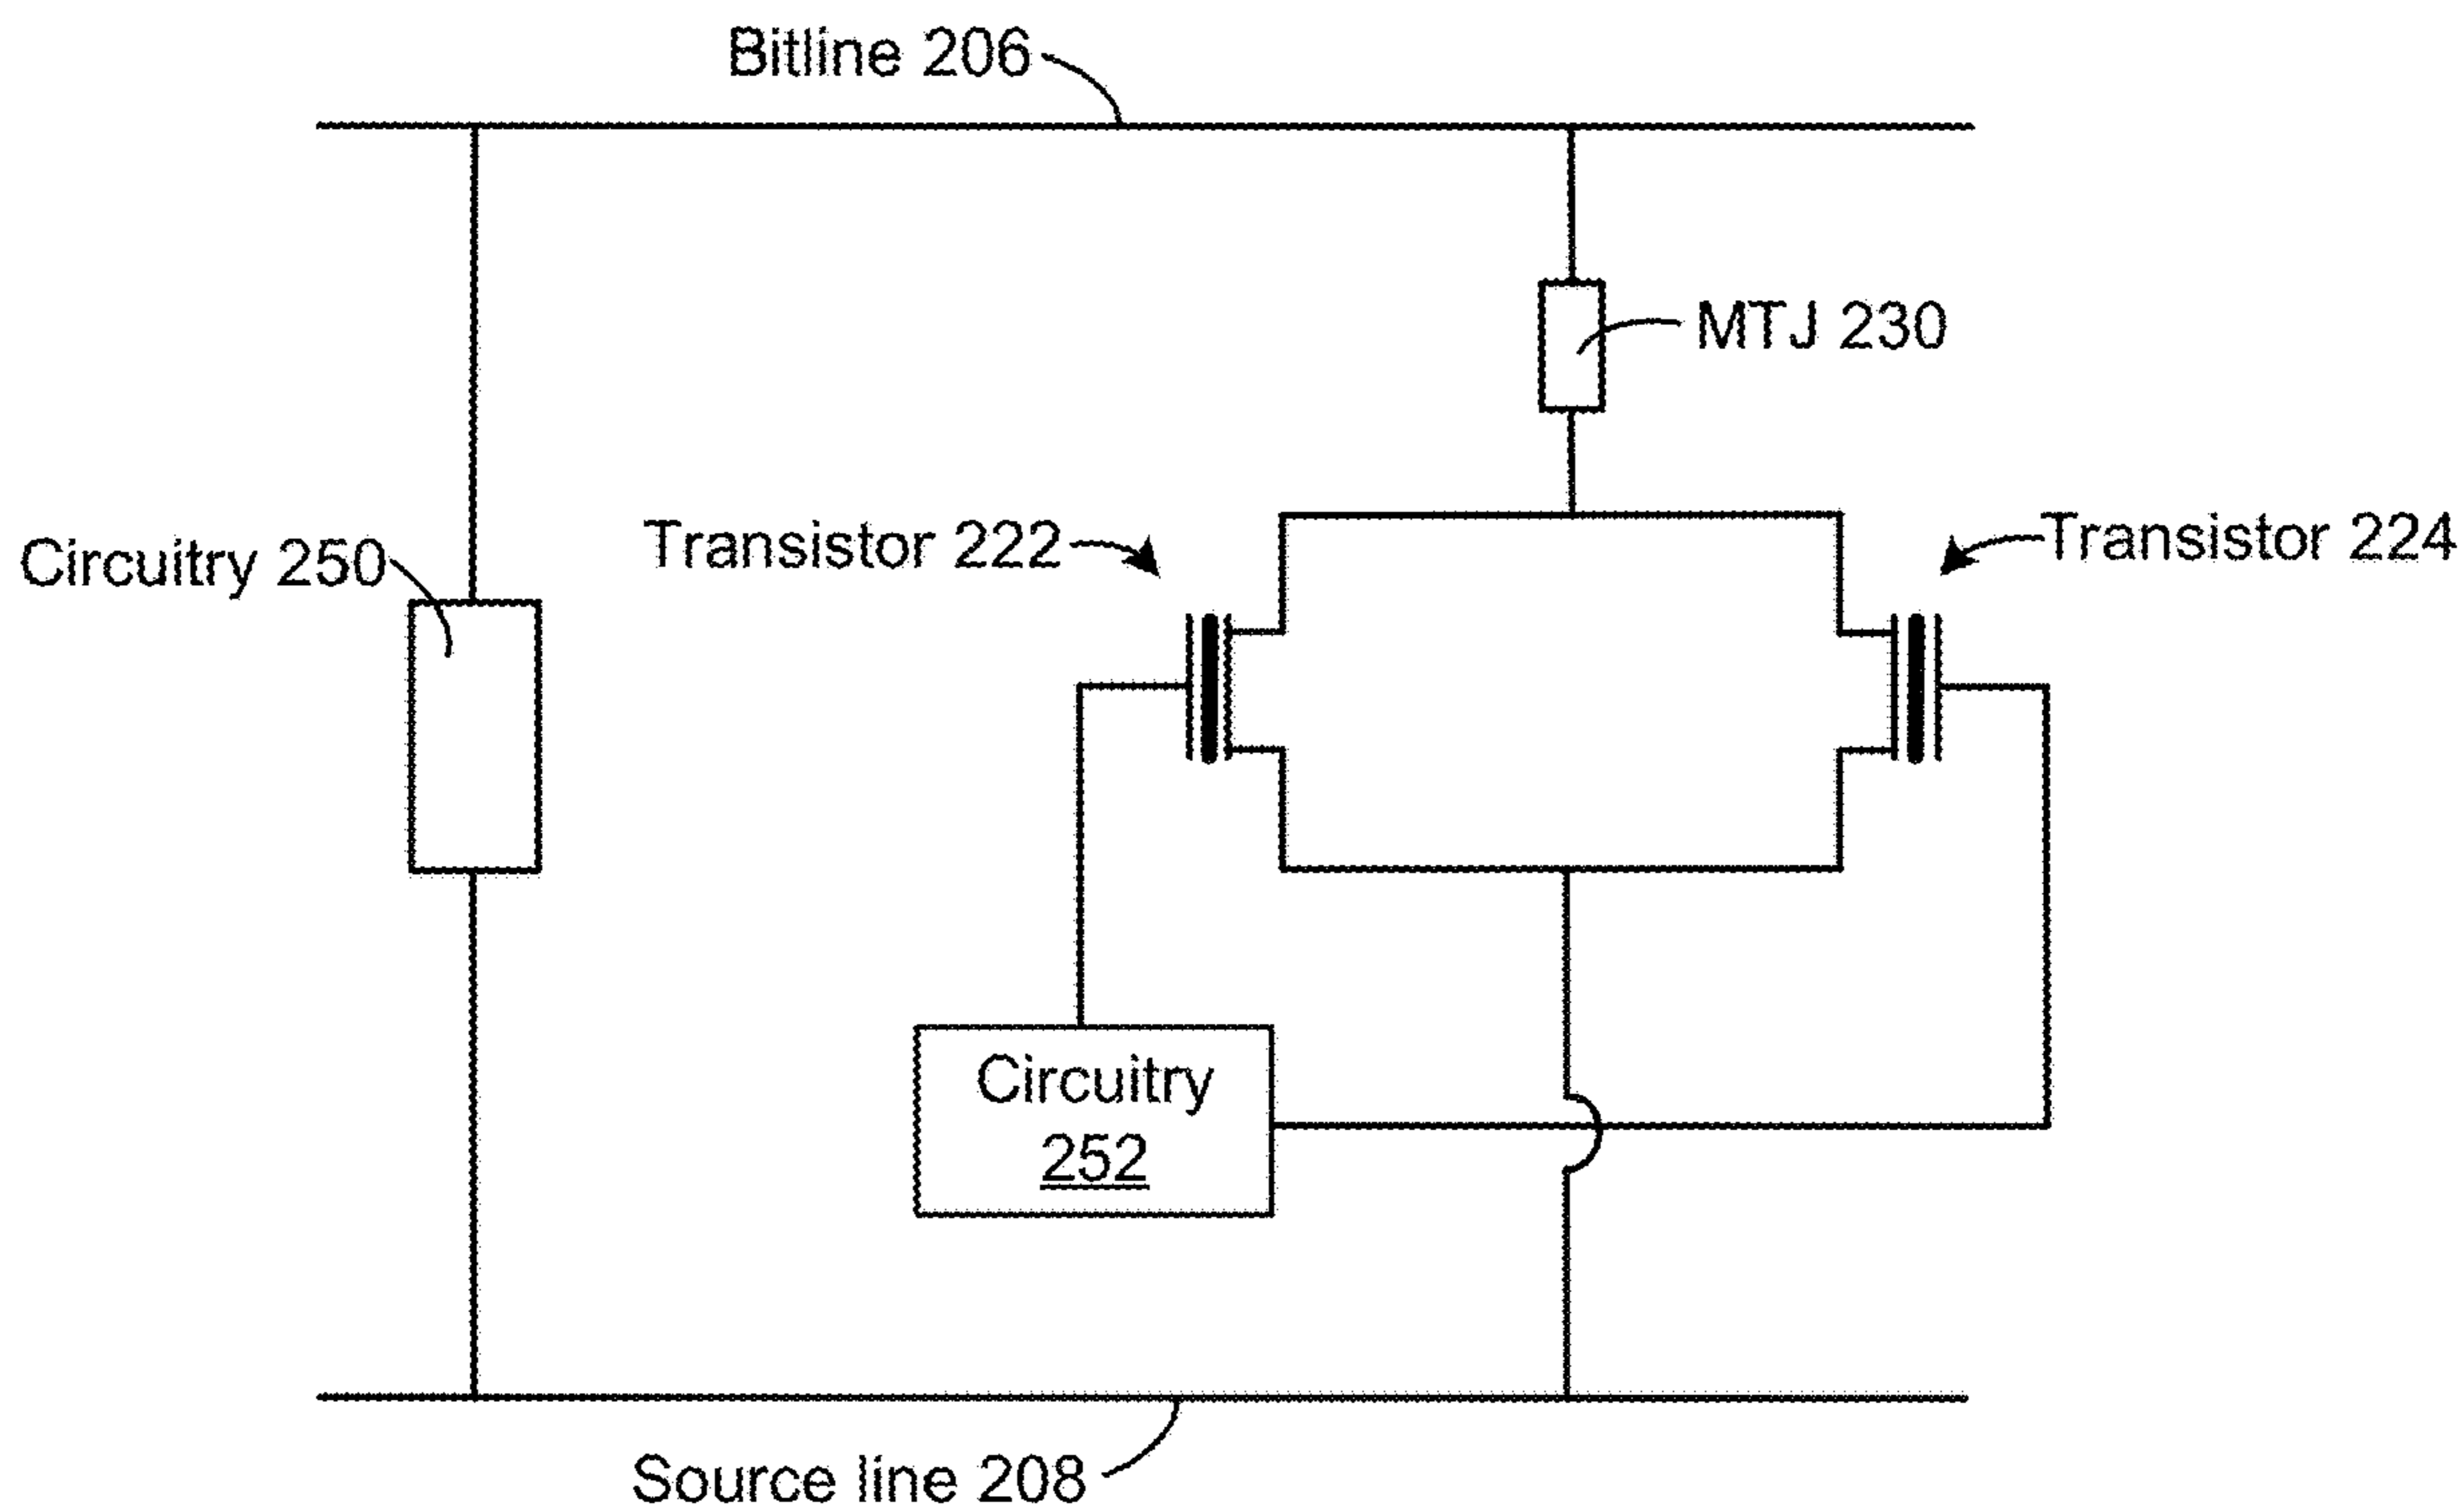 Bitline 206
MTJ 230
Transistor 222
Transistor 224
Circuitry 250
Circuitry
252
Source line 208